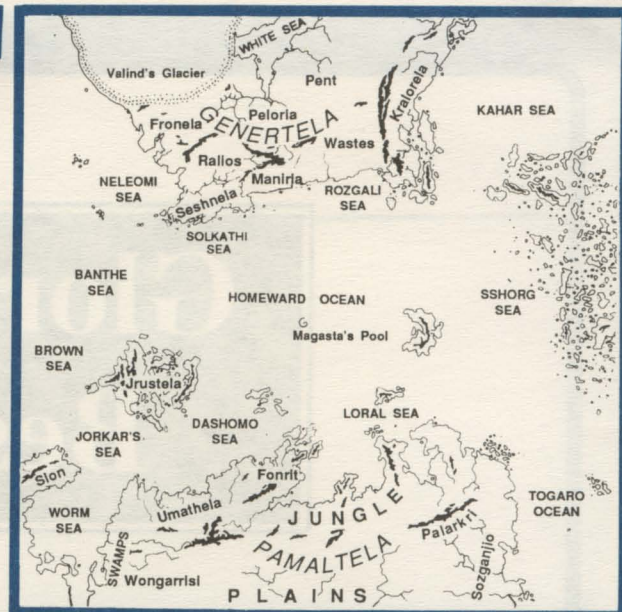 WHITE SEA
Valind's Glacier
Pent
Kralorela
KAHAR SEA
Fronela
Peloria
GENERTELA
Wastes
Ralios
Maniria
NELEOMI
SEA
Seshnela
ROZGALI
SEA
SOLKATHI
SEA
BANTHE
SEA
HOMEWARD OCEAN
SSHORG
SEA
Magasta's Pool
BROWN
SEA
Jrustela
LORAL SEA
DASHOMO
SEA
JORKAR'S
SEA
Slon
Fonrit
TOGARO
OCEAN
WORM
SEA
Umathela
JUNGLE
Palarkri
SWAMPS
PAMALTELA
Sozganjio
Wongarrisi
PLAINS